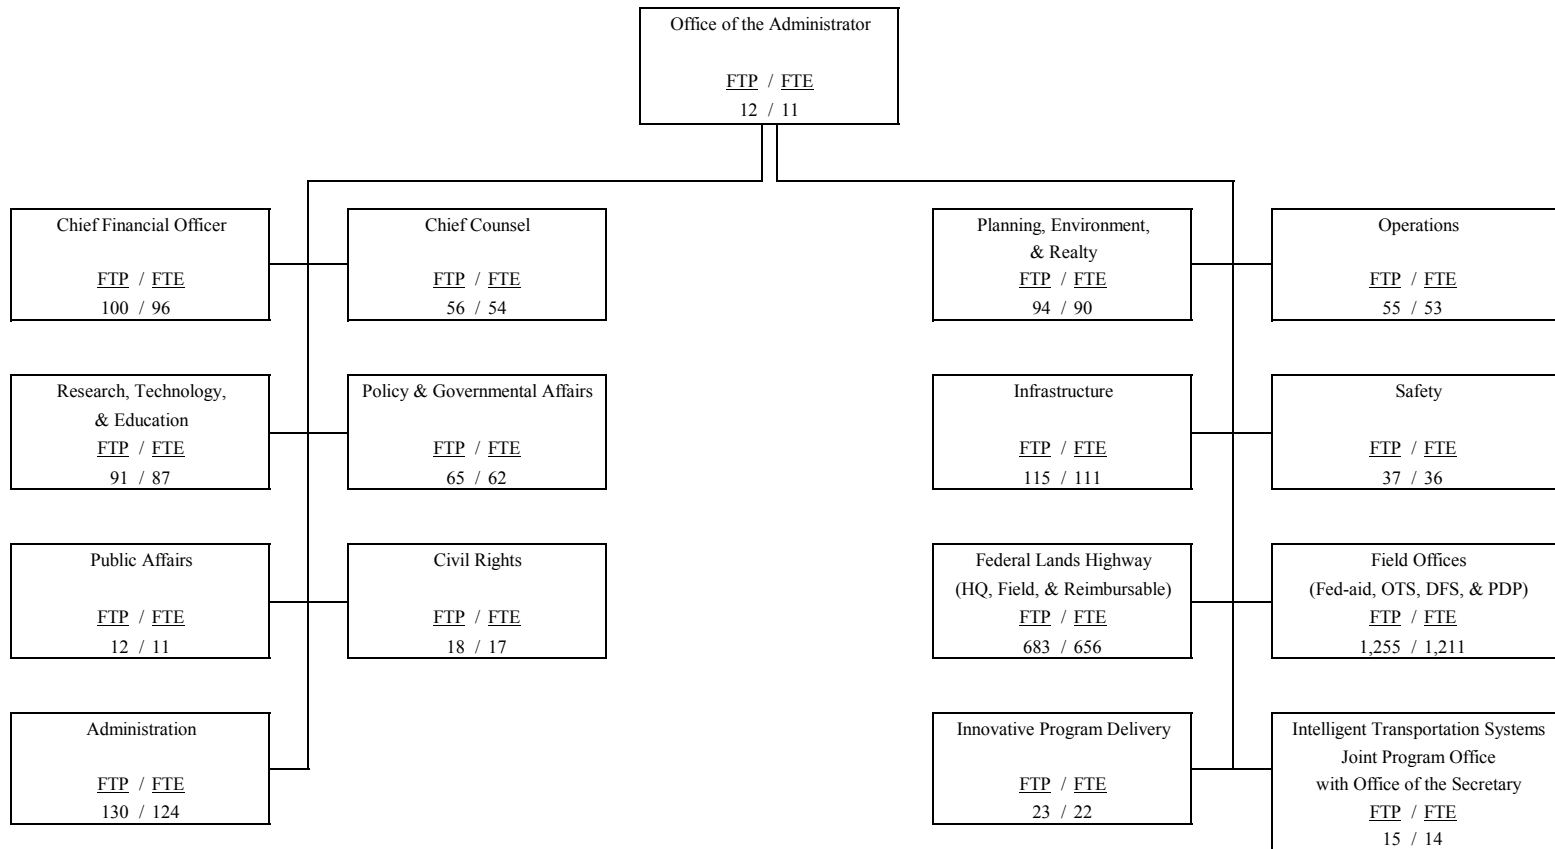 Office of the Administrator
FTP / FTE
12 / 11
Chief Financial Officer
FTP / FTE
100 / 96
Chief Counsel
FTP / FTE
56 / 54
Planning, Environment,
& Realty
FTP / FTE
94 / 90
Operations
FTP / FTE
55 / 53
Research, Technology,
& Education
FTP / FTE
91 / 87
Policy & Governmental Affairs
FTP / FTE
65 / 62
Infrastructure
FTP / FTE
115 / 111
Safety
FTP / FTE
37 / 36
Public Affairs
FTP / FTE
12 / 11
Civil Rights
FTP / FTE
18 / 17
Federal Lands Highway
(HQ, Field, & Reimbursable)
FTP / FTE
683 / 656
Field Offices
(Fed-aid, OTS, DFS, & PDP)
FTP / FTE
1,255 / 1,211
Administration
FTP / FTE
130 / 124
Innovative Program Delivery
FTP / FTE
23 / 22
Intelligent Transportation Systems
Joint Program Office
with Office of the Secretary
FTP / FTE
15 / 14